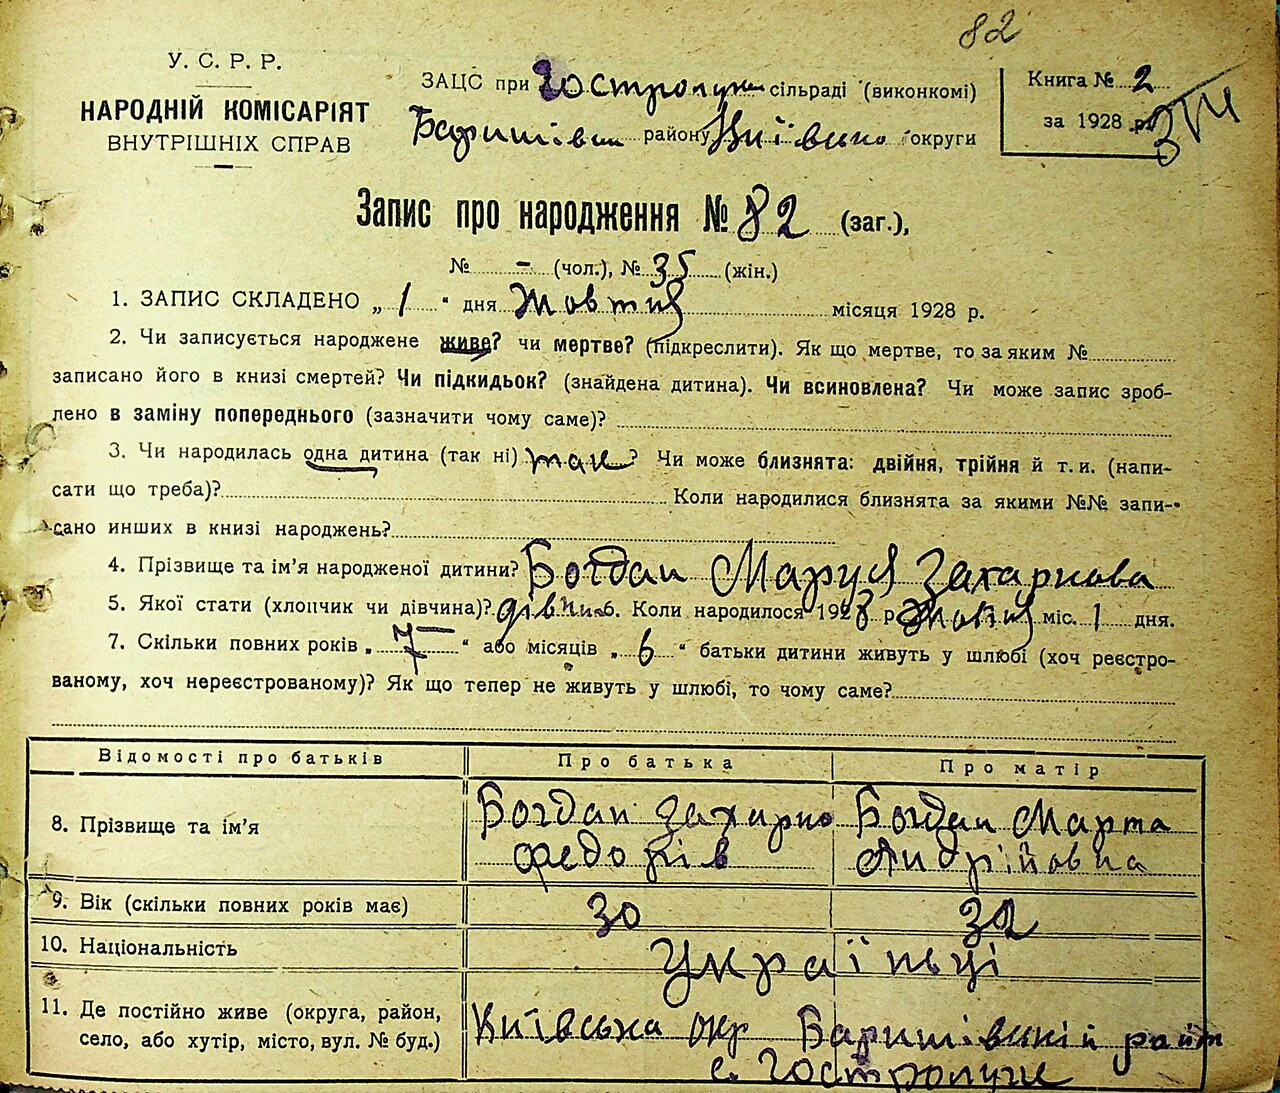 82
У. С. Р. Р.
НАРОДНІЙ КОМІСАРІЯТ
ВНУТРІШНІХ СПРАВ
ЗАЦС при Гостролуцьк сільраді (виконкомі)
Баришівськ району Київсько округи
Книга № 2
за 1928 р.
Запис про народження № 82 (заг.),
№ - (чол.), № 35 (жін.)
1. ЗАПИС СКЛАДЕНО „ 1 “ дня Жовтня місяця 1928 р.
2. Чи записується народжене живе? чи мертве? (підкреслити). Як що мертве, то за яким №
записано його в книзі смертей? Чи підкидьок? (знайдена дитина). Чи всиновлена? Чи може запис зроб-
лено в заміну попереднього (зазначити чому саме)?
3. Чи народилась одна дитина (так ні) так ? Чи може близнята: двійня, трійня й т. и. (напи-
сати що треба)? Коли народилися близнята за якими №№ запи-
сано инших в книзі народжень?
4. Прізвище та ім’я народженої дитини? Богдан Маруся Захаркова
5. Якої стати (хлопчик чи дівчина)? дівчин 6. Коли народилося 1928 р. Жовтня міс. 1 дня.
7. Скільки повних років „ 7 “ або місяців „ 6 “ батьки дитини живуть у шлюбі (хоч реєстро-
ваному, хоч нереєстрованому)? Як що тепер не живуть у шлюбі, то чому саме?
Відомості про батьків Про батька Про матір
8. Прізвище та ім’я Богдан Захарко Федорів Богдан Марта Андрійовна
9. Вік (скільки повних років має) 30 32
10. Національність Українці
11. Де постійно живе (округа, район,
село, або хутір, місто, вул. № буд.) Київська окр Баришівський район
с. Гостролуччє